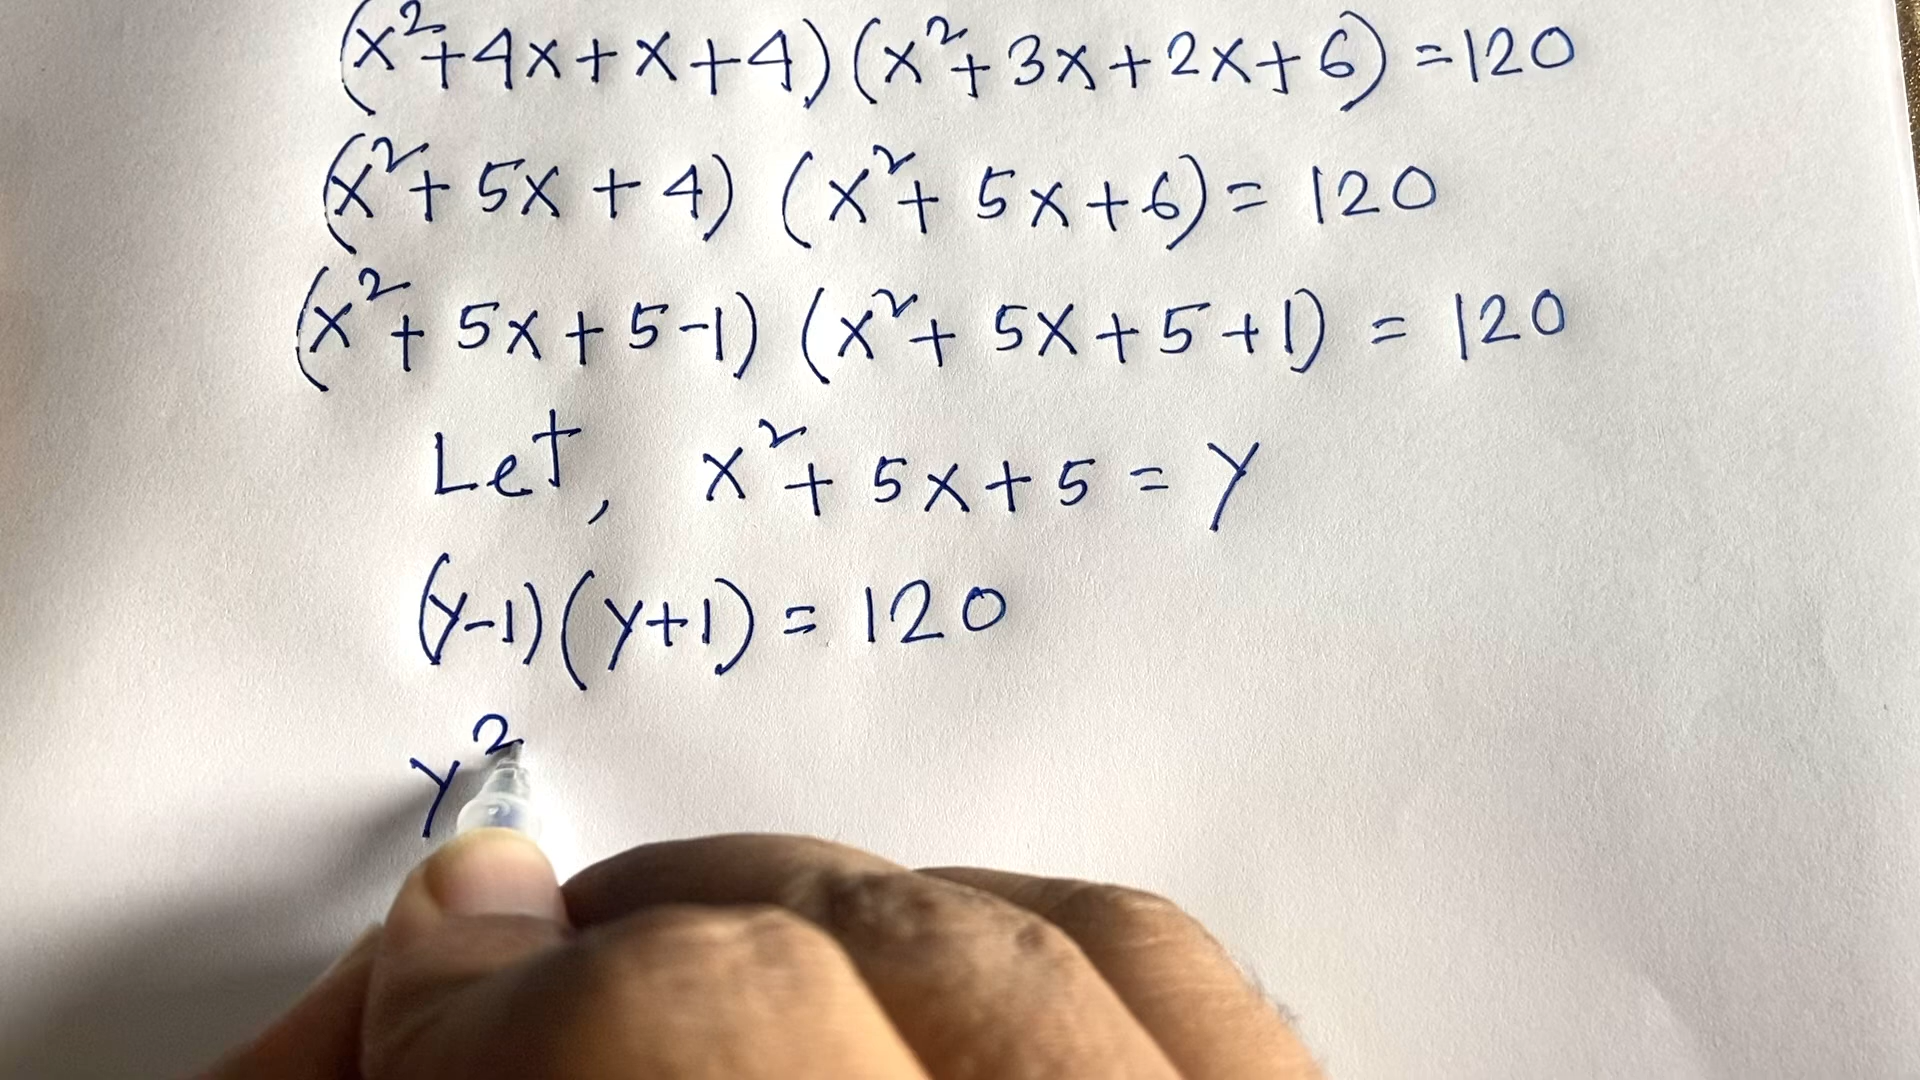 (x²+4x+x+4)(x²+3x+2x+6)=120
(x²+5x+4) (x²+5x+6)=120
(x²+5x+5-1) (x²+5x+5+1)=120
Let, x²+5x+5=y
(y-1)(y+1)=120
y²